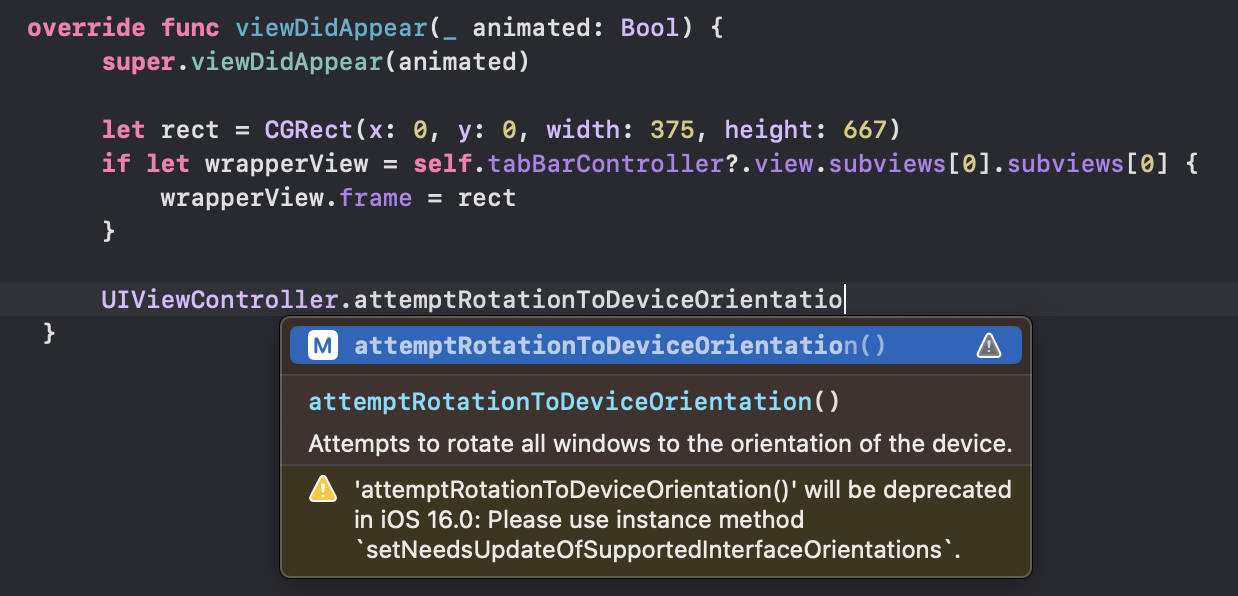 override func viewDidAppear(_ animated: Bool) {
super.viewDidAppear(animated)
let rect = CGRect(x: 0, y: 0, width: 375, height: 667)
if let wrapperView = self.tabBarController?.view.subviews[0].subviews[0] {
wrapperView.frame = rect
}
UIViewController.attemptRotationToDeviceOrientatio
}
M attemptRotationToDeviceOrientation()
attemptRotationToDeviceOrientation()
Attempts to rotate all windows to the orientation of the device.
'attemptRotationToDeviceOrientation()' will be deprecated
in iOS 16.0: Please use instance method
`setNeedsUpdateOfSupportedInterfaceOrientations`.